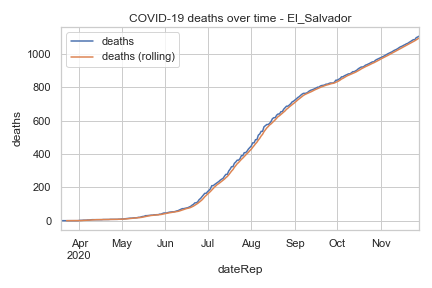 COVID-19 deaths over time - El_Salvador
deaths
deaths (rolling)
deaths
1000
800
600
400
200
0
Apr May Jun Jul Aug Sep Oct Nov
2020
dateRep